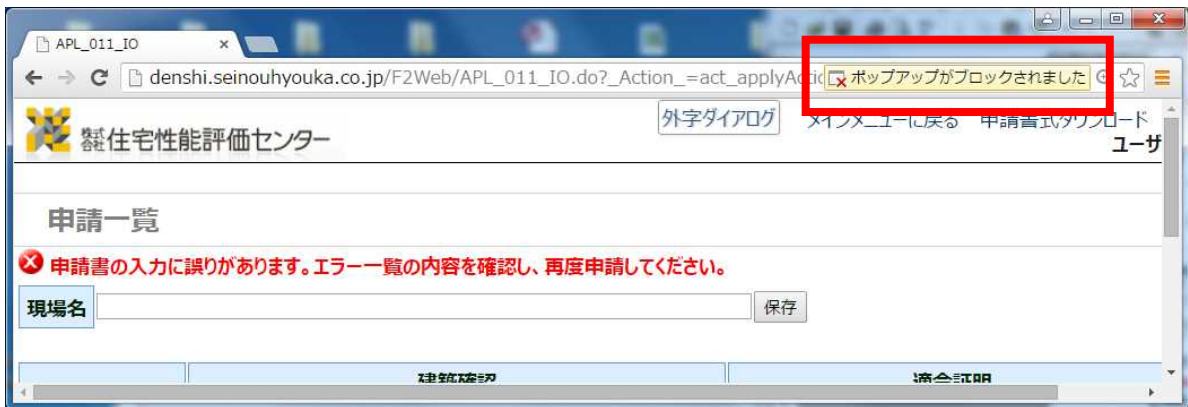 APL_011_IO
denshi.seinouhyouka.co.jp/F2Web/APL_011_IO.do?_Action_=act_applyActio
ポップアップがブロックされました
株式会社住宅性能評価センター
外字ダイアログ
メインメニューに戻る 申請書式ダウンロード
ユーザ
申請一覧
申請書の入力に誤りがあります。エラー一覧の内容を確認し、再度申請してください。
現場名
保存
建築確認 適合証明